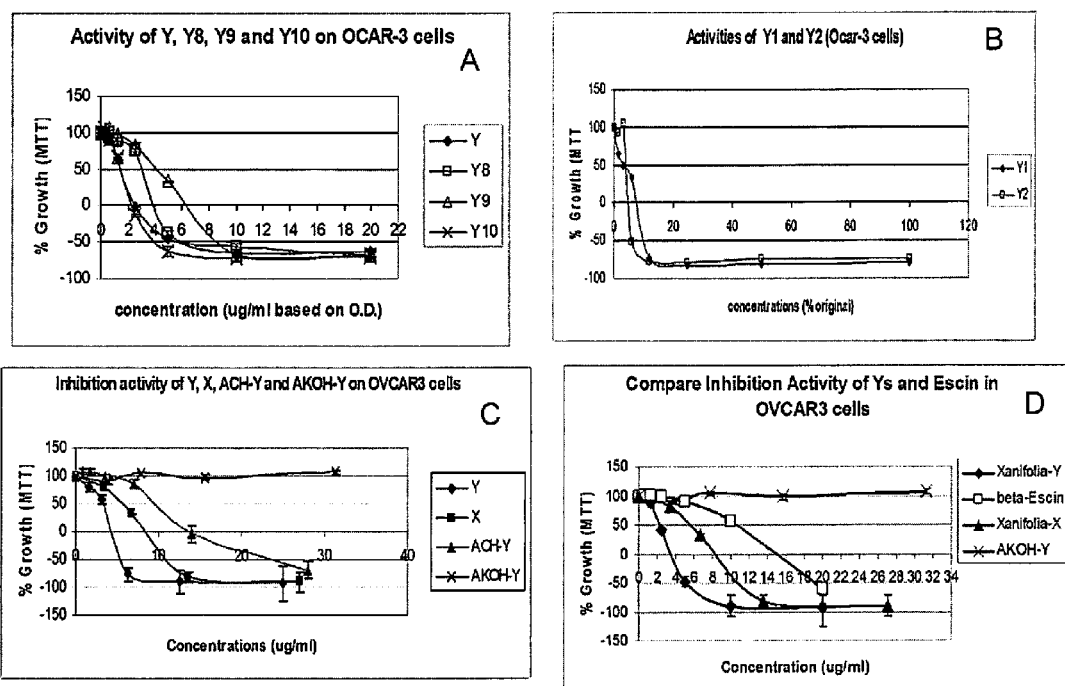 Activity of Y, Y8, Y9 and Y10 on OCAR-3 cells
A
150
100
50
0
-50
-100
% Growth (MTT)
0 2 4 6 8 10 12 14 16 18 20 22
concentration (ug/ml based on O.D.)
Y
Y8
Y9
Y10
Activities of Y1 and Y2 (Ocar-3 cells)
B
150
100
50
0
-50
-100
% Growth (MTT
0 20 40 60 80 100 120
concentrations (% original)
Y1
Y2
Inhibition activity of Y, X, ACH-Y and AKOH-Y on OVCAR3 cells
C
150
100
50
0
-50
-100
-150
% Growth (MTT)
0 10 20 30 40
Concentrations (ug/ml)
Y
X
ACH-Y
AKOH-Y
Compare Inhibition Activity of Ys and Escin in
OVCAR3 cells
D
150
100
50
0
-50
-100
-150
% Growth (MTT)
0 2 4 6 8 10 12 14 16 18 20 22 24 26 28 30 32 34
Concentration (ug/ml)
Xanifolia-Y
beta-Escin
Xanifolia-X
AKOH-Y